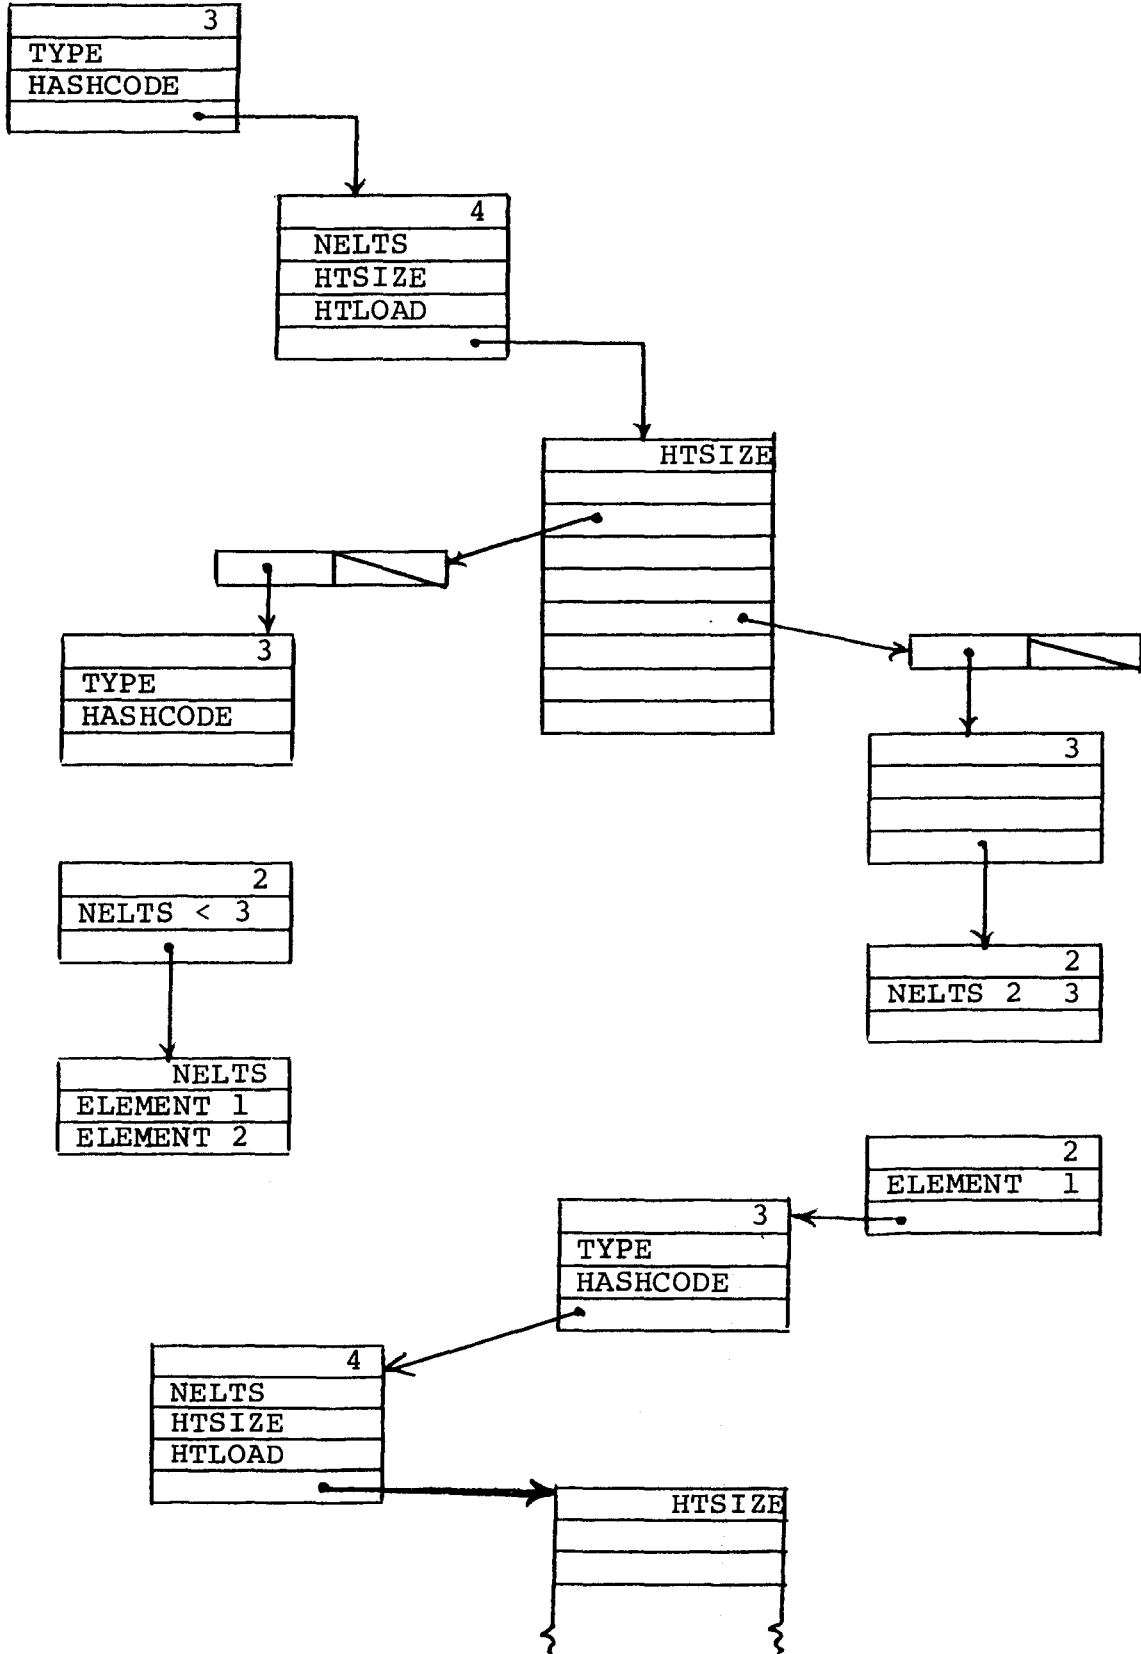 3
TYPE
HASHCODE
4
NELTS
HTSIZE
HTLOAD
HTSIZE
3
TYPE
HASHCODE
3
2
NELTS < 3
2
NELTS 2 3
NELTS
ELEMENT 1
ELEMENT 2
2
ELEMENT 1
3
TYPE
HASHCODE
4
NELTS
HTSIZE
HTLOAD
HTSIZE